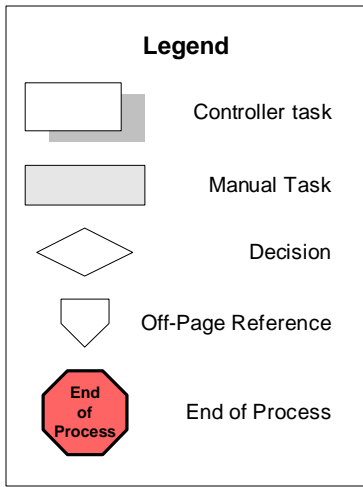 Legend
Controller task
Manual Task
Decision
Off-Page Reference
End
of
Process
End of Process